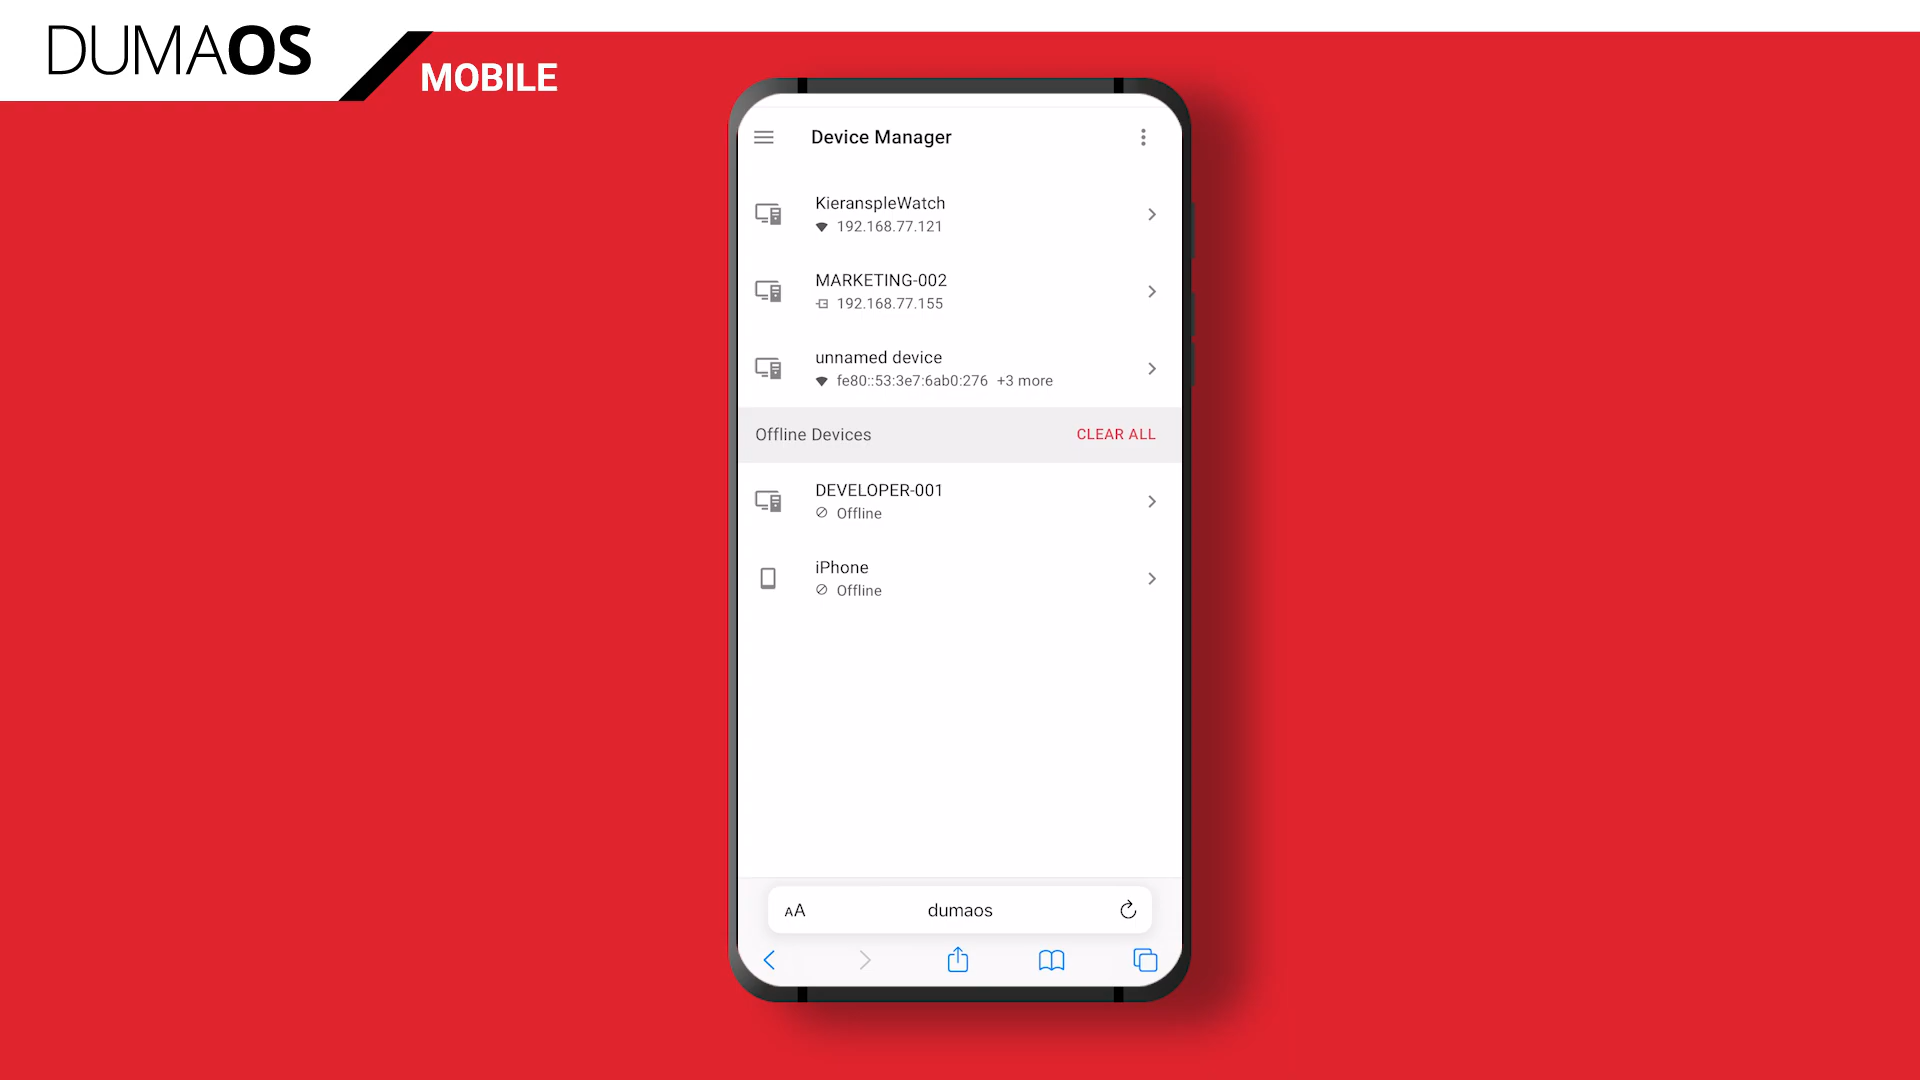 DUMAOS
MOBILE
Device Manager
KieranspleWatch
192.168.77.121
MARKETING-002
192.168.77.155
unnamed device
fe80::53:3e7:6ab0:276 +3 more
Offline Devices CLEAR ALL
DEVELOPER-001
Offline
iPhone
Offline
AA dumaos